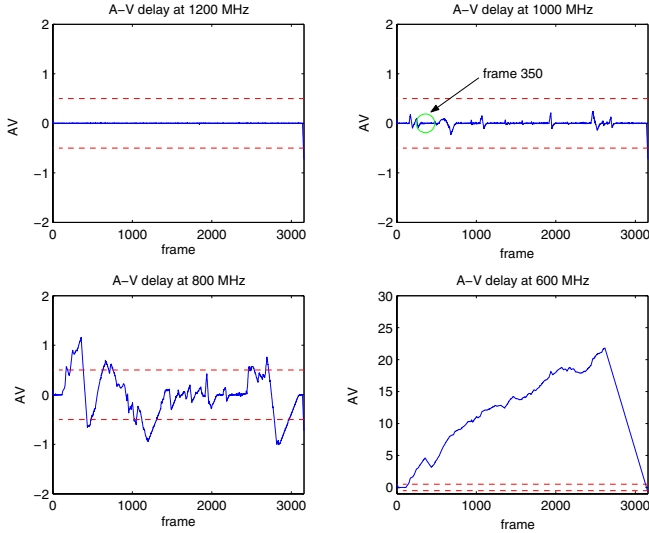 A-V delay at 1200 MHz
2
1
0
-1
-2
AV
0
1000
2000
3000
frame
A-V delay at 1000 MHz
frame 350
2
1
0
-1
-2
AV
0
1000
2000
3000
frame
A-V delay at 800 MHz
2
1
0
-1
-2
AV
0
1000
2000
3000
frame
A-V delay at 600 MHz
30
25
20
15
10
5
0
AV
0
1000
2000
3000
frame